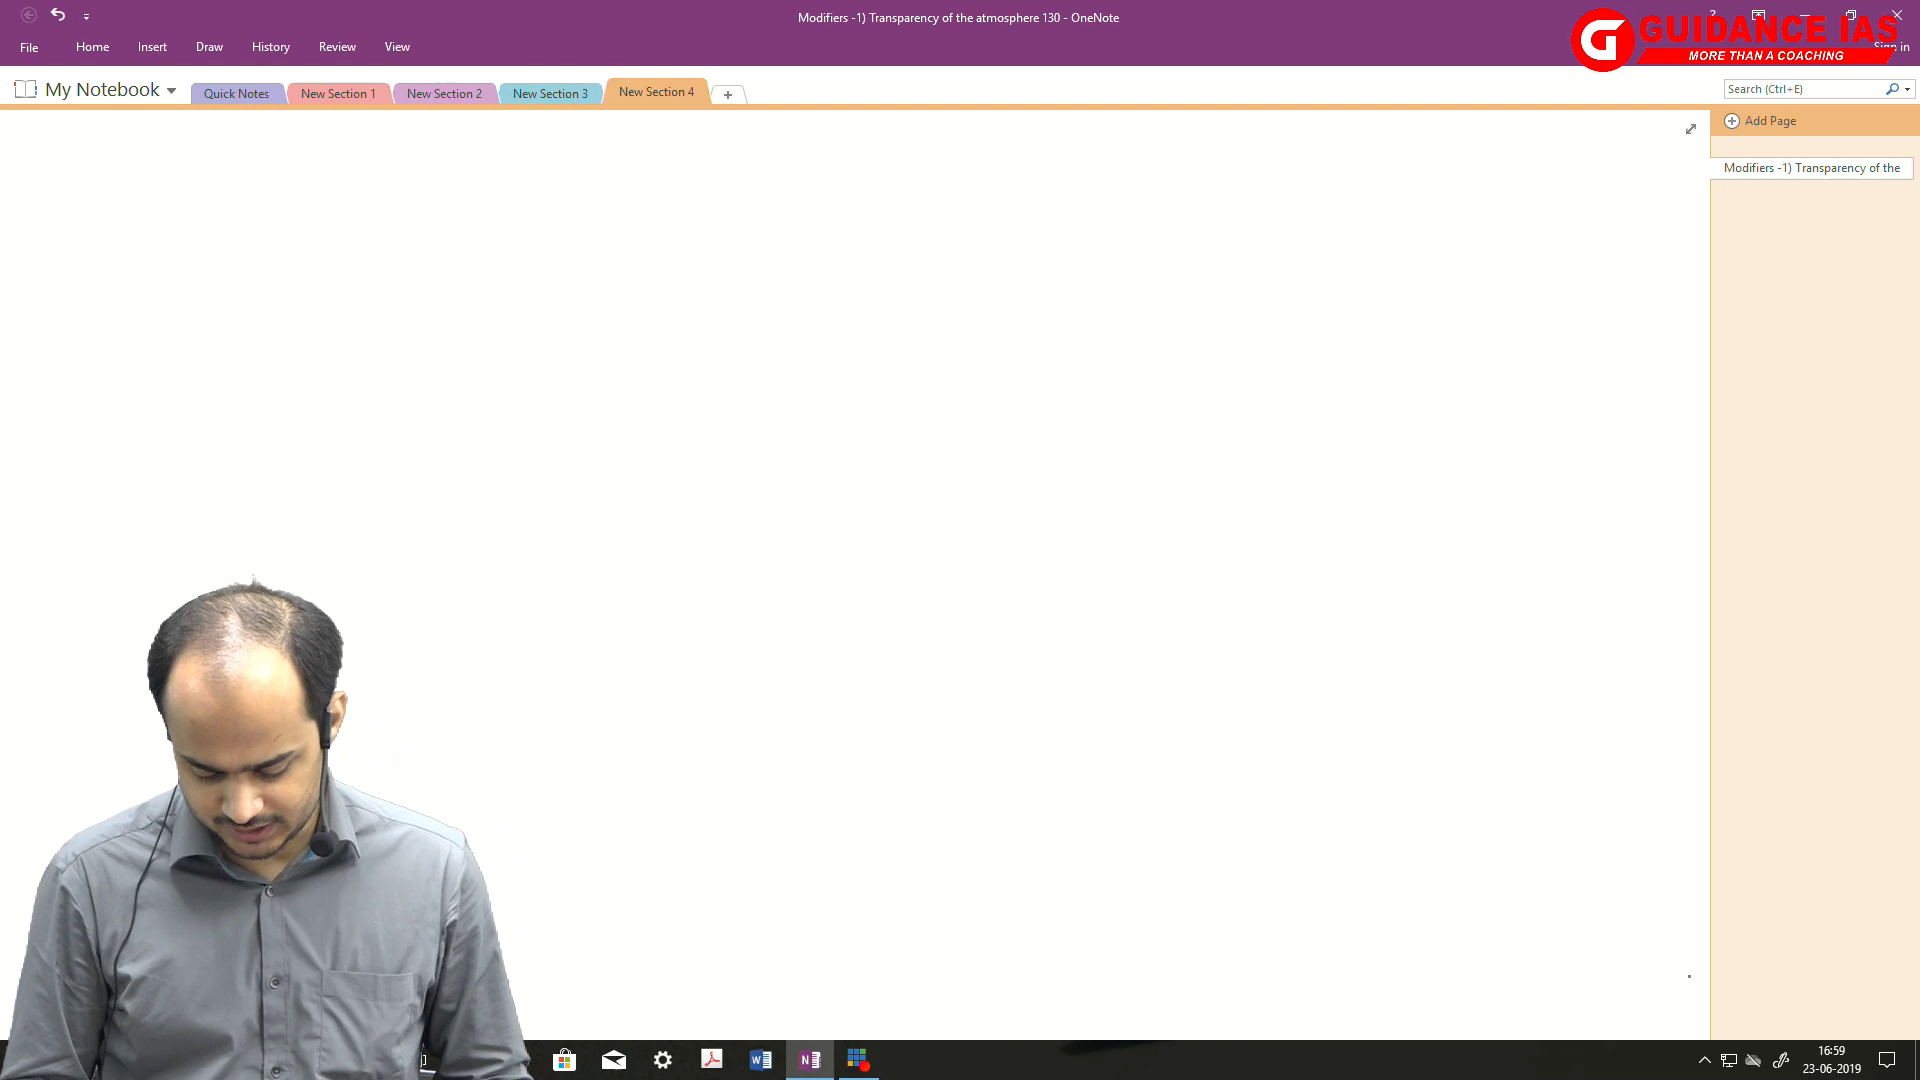 Modifiers -1) Transparency of the atmosphere 130 - OneNote
File Home Insert Draw History Review View
GUIDANCE IAS
Sign in
MORE THAN A COACHING
My Notebook
Quick Notes New Section 1 New Section 2 New Section 3 New Section 4
Search (Ctrl+E)
Add Page
Modifiers -1) Transparency of the
16:59
23-06-2019